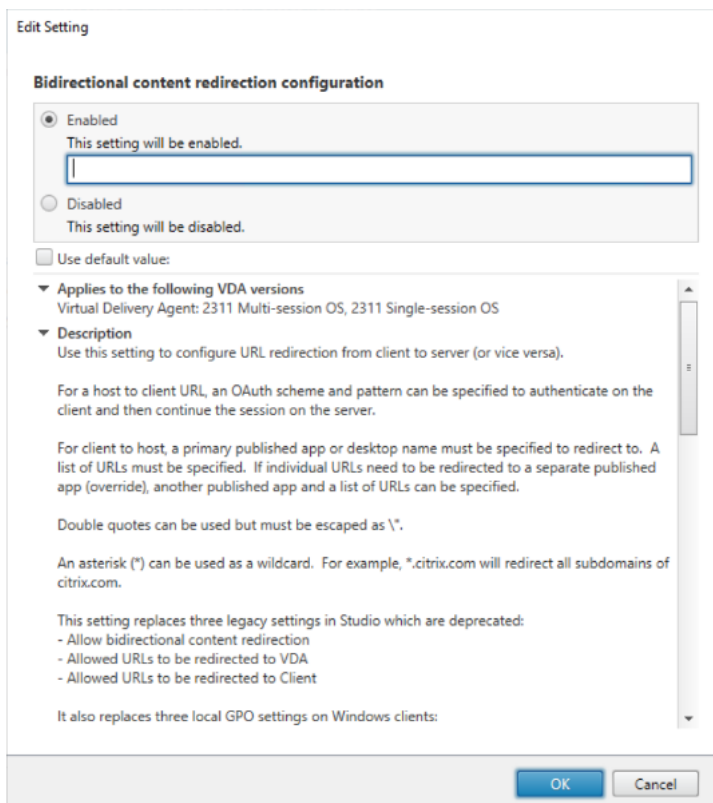 Edit Setting
Bidirectional content redirection configuration
Enabled
This setting will be enabled.
Disabled
This setting will be disabled.
Use default value:
Applies to the following VDA versions
Virtual Delivery Agent: 2311 Multi-session OS, 2311 Single-session OS
Description
Use this setting to configure URL redirection from client to server (or vice versa).
For a host to client URL, an OAuth scheme and pattern can be specified to authenticate on the
client and then continue the session on the server.
For client to host, a primary published app or desktop name must be specified to redirect to.  A
list of URLs must be specified.  If individual URLs need to be redirected to a separate published
app (override), another published app and a list of URLs can be specified.
Double quotes can be used but must be escaped as \".
An asterisk (*) can be used as a wildcard.  For example, *.citrix.com will redirect all subdomains of
citrix.com.
This setting replaces three legacy settings in Studio which are deprecated:
- Allow bidirectional content redirection
- Allowed URLs to be redirected to VDA
- Allowed URLs to be redirected to Client
It also replaces three local GPO settings on Windows clients:
OK
Cancel